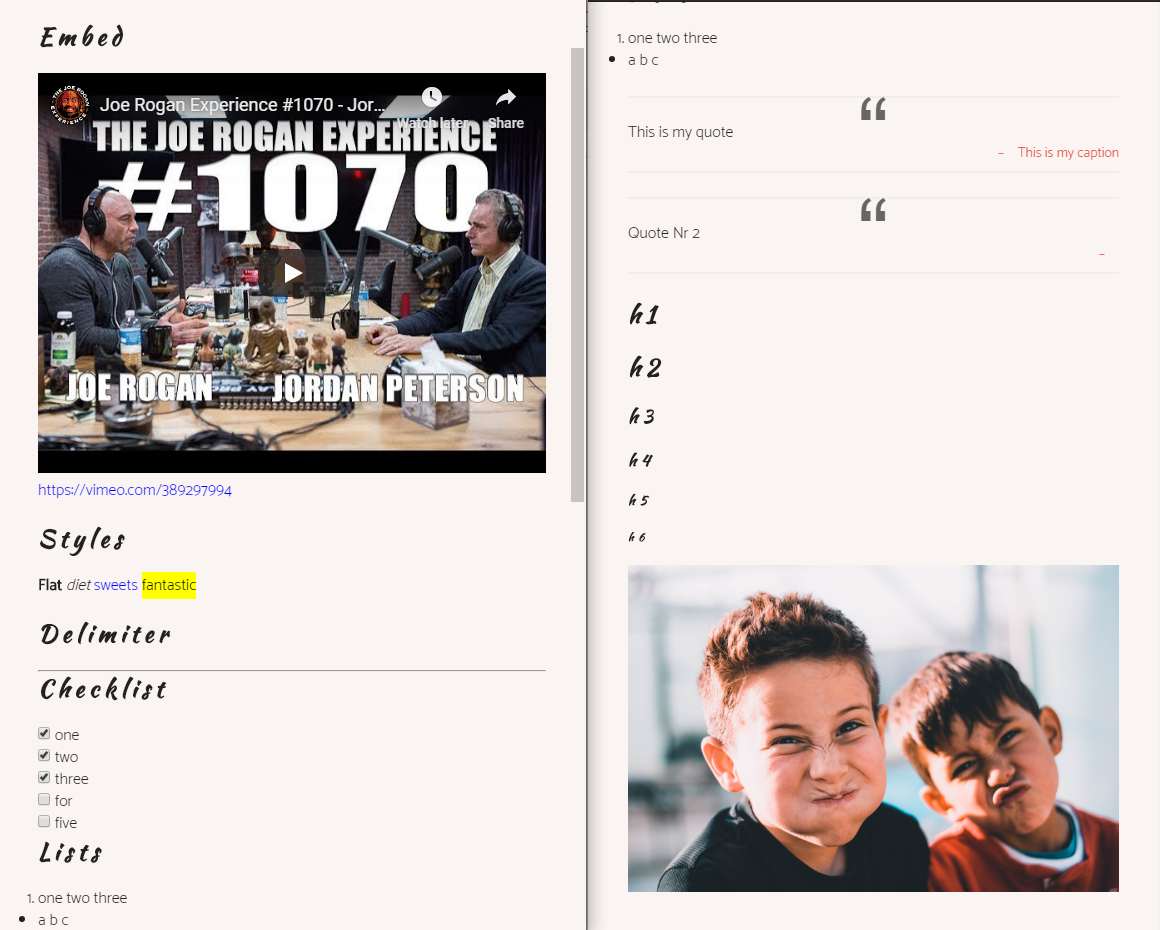 Embed
THE JOE ROGAN EXPERIENCE
Joe Rogan Experience #1070 - Jor...
Watch later
Share
THE JOE ROGAN EXPERIENCE
#1070
JOE ROGAN
JORDAN PETERSON
https://vimeo.com/389297994
Styles
Flat diet sweets fantastic
Delimiter
Checklist
one
two
three
for
five
Lists
1. one two three
• a b c
1. one two three
• a b c
“
This is my quote
– This is my caption
“
Quote Nr 2
–
h1
h2
h3
h4
h5
h6